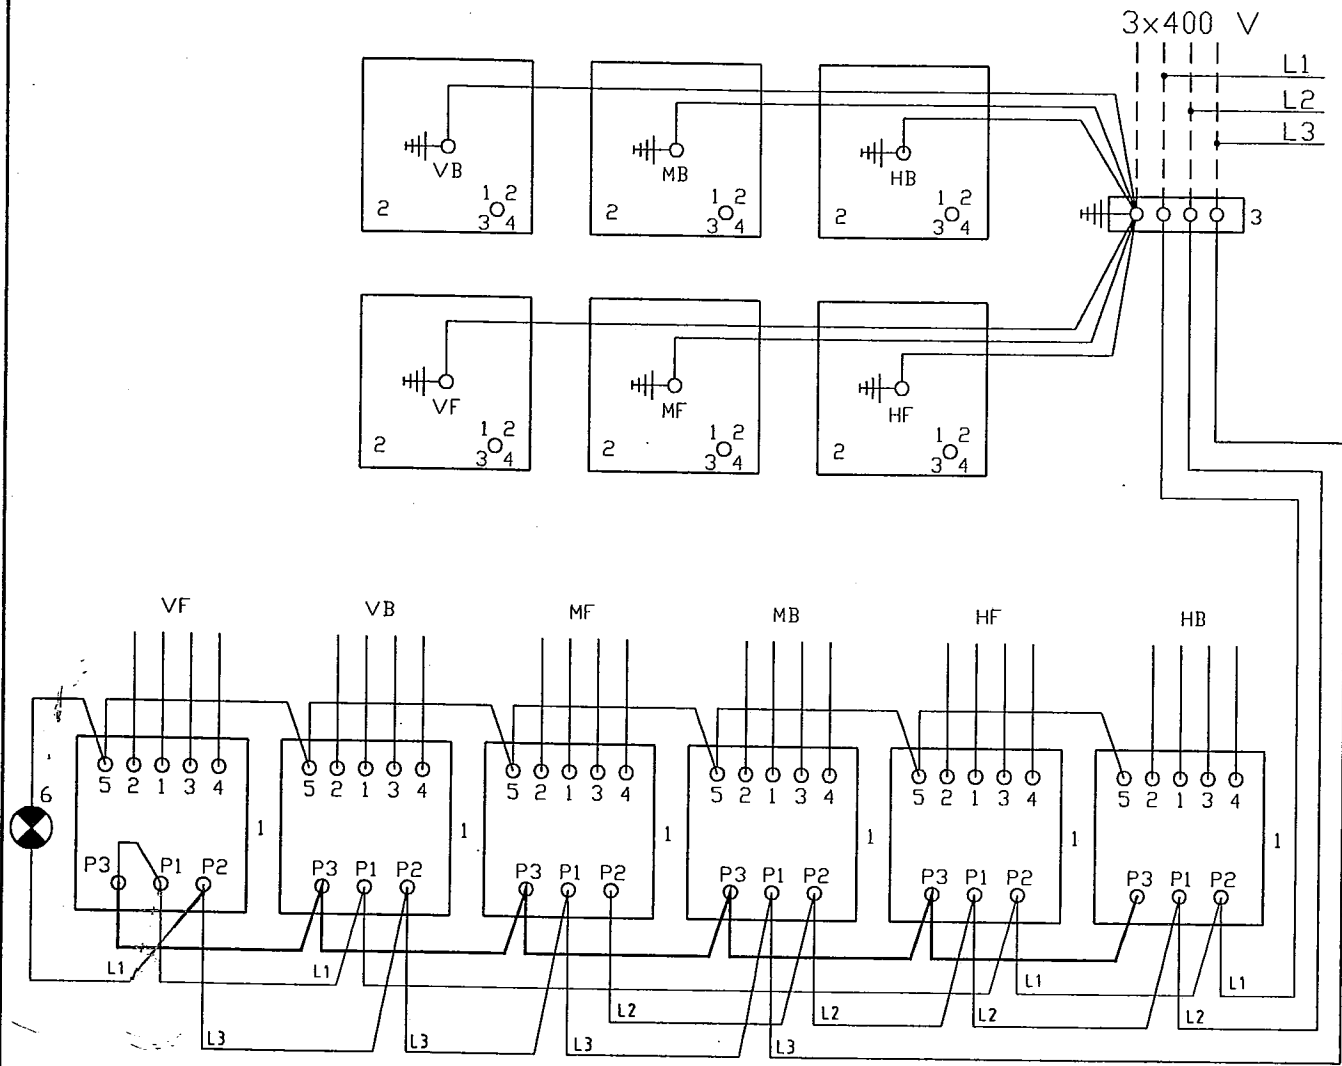 3x400 V
L1
L2
L3
VB
MB
HB
2
1 2
3 4
2
1 2
3 4
2
1 2
3 4
3
VF
MF
HF
2
1 2
3 4
2
1 2
3 4
2
1 2
3 4
VF VB MF MB HF HB
5 2 1 3 4
5 2 1 3 4
5 2 1 3 4
5 2 1 3 4
5 2 1 3 4
5 2 1 3 4
6
1 1 1 1 1 1
P3 P1 P2
P3 P1 P2
P3 P1 P2
P3 P1 P2
P3 P1 P2
P3 P1 P2
L1 L1 L1 L1
L2 L2 L2 L2
L3 L3 L3 L3